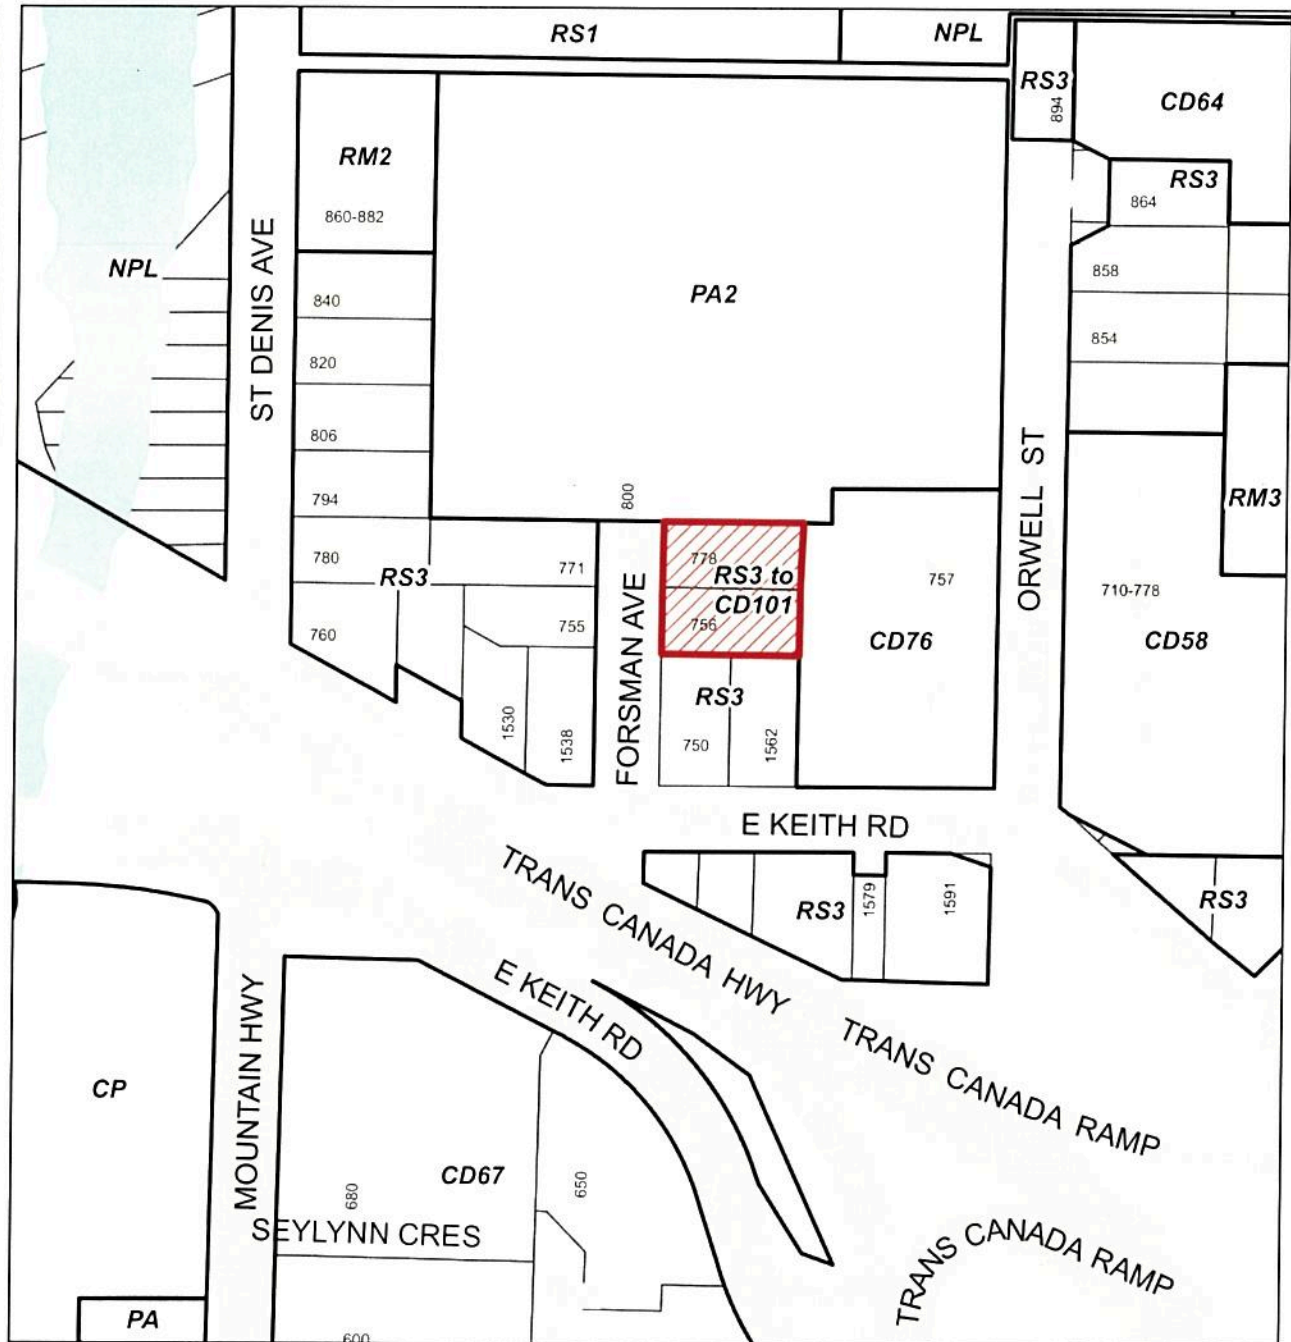 RS1
NPL
RS3
894
CD64
RM2
860-882
RS3
864
NPL
ST DENIS AVE
840
PA2
858
820
854
806
ORWELL ST
794
800
RM3
780
RS3
771
778
RS3 to
CD101
756
757
710-778
760
755
FORSMAN AVE
CD76
CD58
1530
1538
RS3
750
1562
E KEITH RD
TRANS CANADA HWY
RS3
1579
1591
RS3
E KEITH RD
TRANS CANADA RAMP
CP
MOUNTAIN HWY
CD67
680
650
SEYLYNN CRES
TRANS CANADA RAMP
PA
600